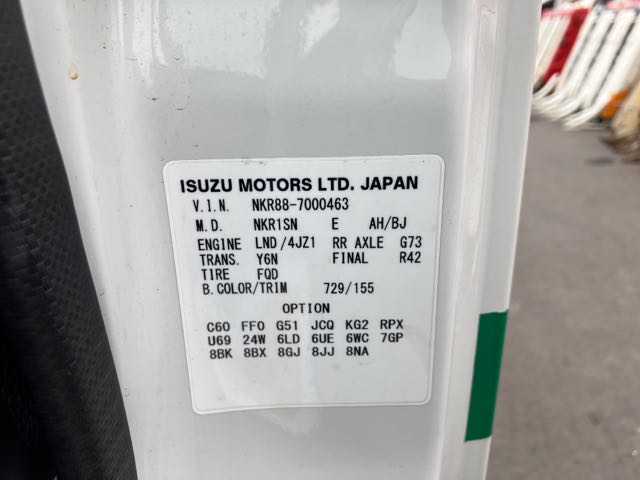 ISUZU MOTORS LTD. JAPAN
V.I.N. NKR88-7000463
M.D. NKR1SN E AH/BJ
ENGINE LND/4JZ1 RR AXLE G73
TRANS. Y6N FINAL R42
TIRE FQD
B.COLOR/TRIM 729/155
OPTION
C60 FF0 G51 JCQ KG2 RPX
U69 24W 6LD 6UE 6WC 7GP
8BK 8BX 8GJ 8JJ 8NA